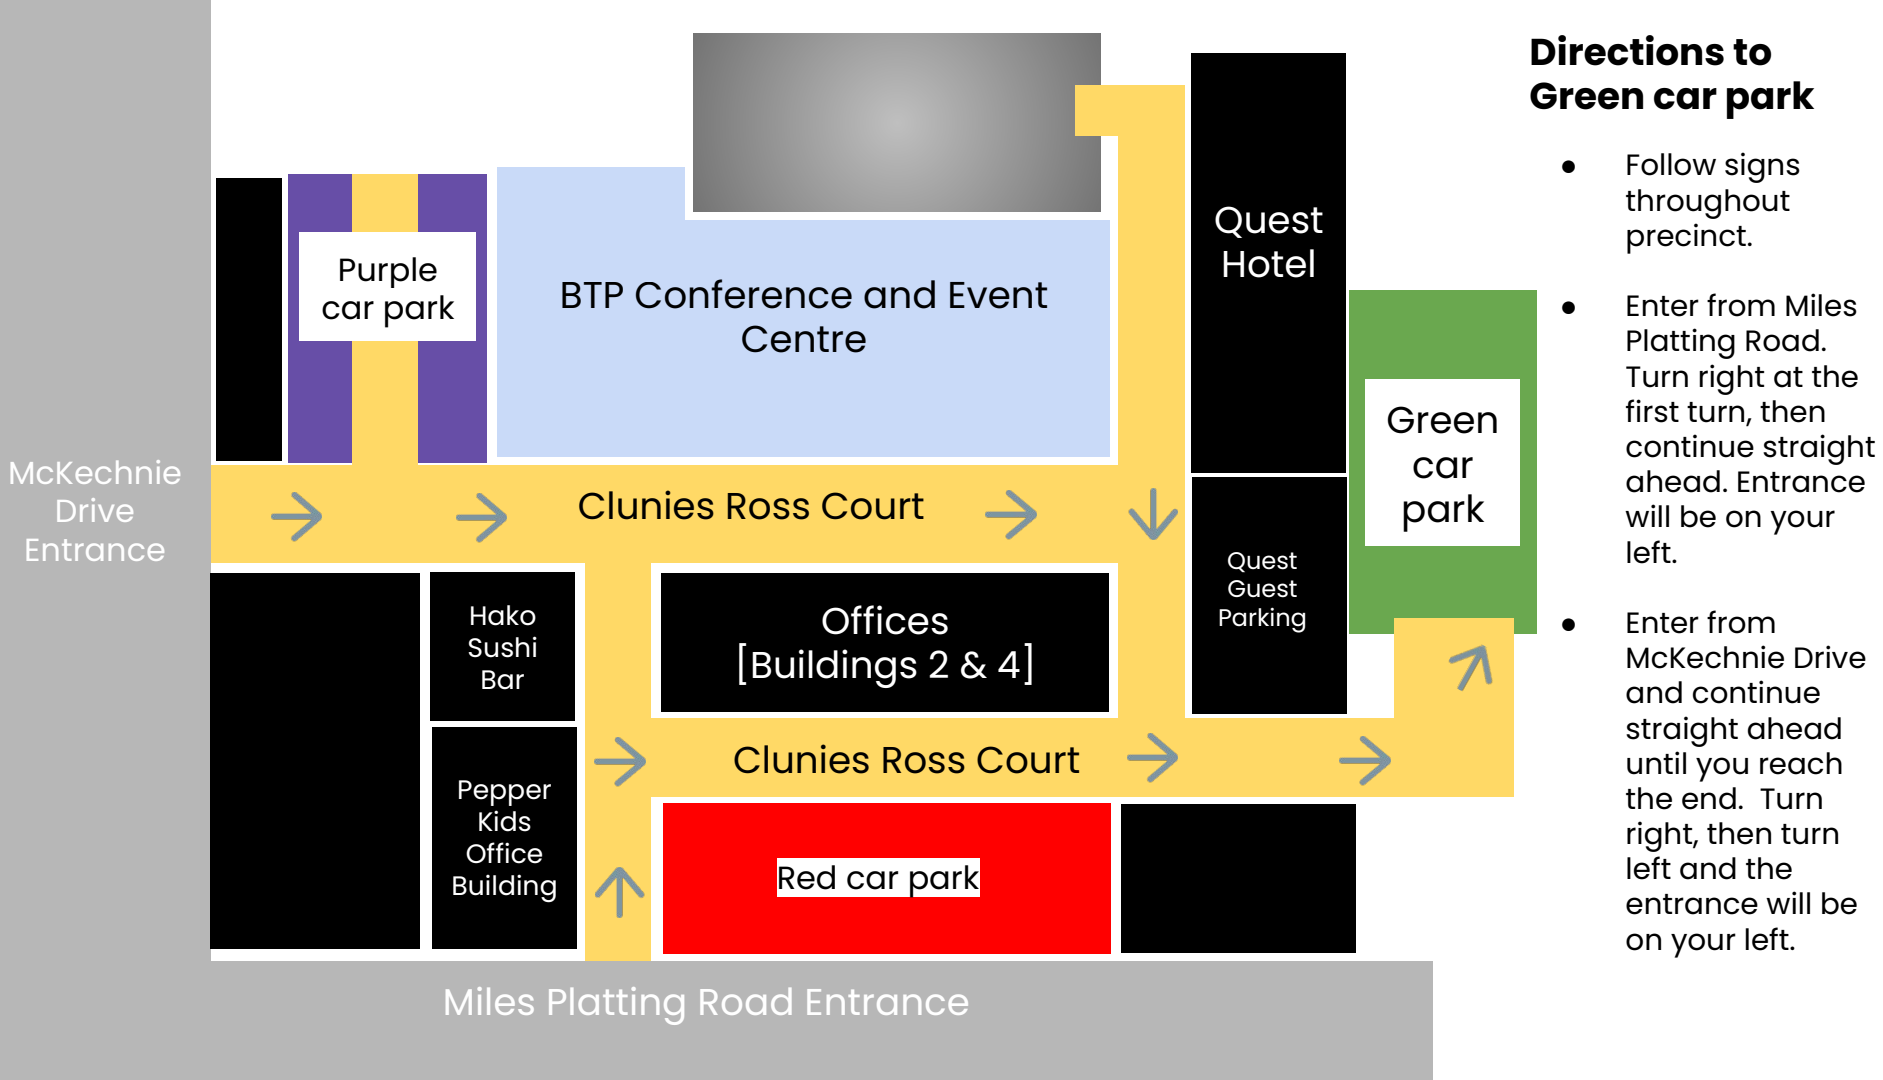 Directions to
Green car park
● Follow signs
throughout
precinct.
● Enter from Miles
Platting Road.
Turn right at the
first turn, then
continue straight
ahead. Entrance
will be on your
left.
● Enter from
McKechnie Drive
and continue
straight ahead
until you reach
the end.  Turn
right, then turn
left and the
entrance will be
on your left.
Quest
Hotel
Purple
car park
BTP Conference and Event
Centre
Green
car
park
McKechnie
Drive
Entrance
Clunies Ross Court
Quest
Guest
Parking
Hako
Sushi
Bar
Offices
[Buildings 2 & 4]
Clunies Ross Court
Pepper
Kids
Office
Building
Red car park
Miles Platting Road Entrance